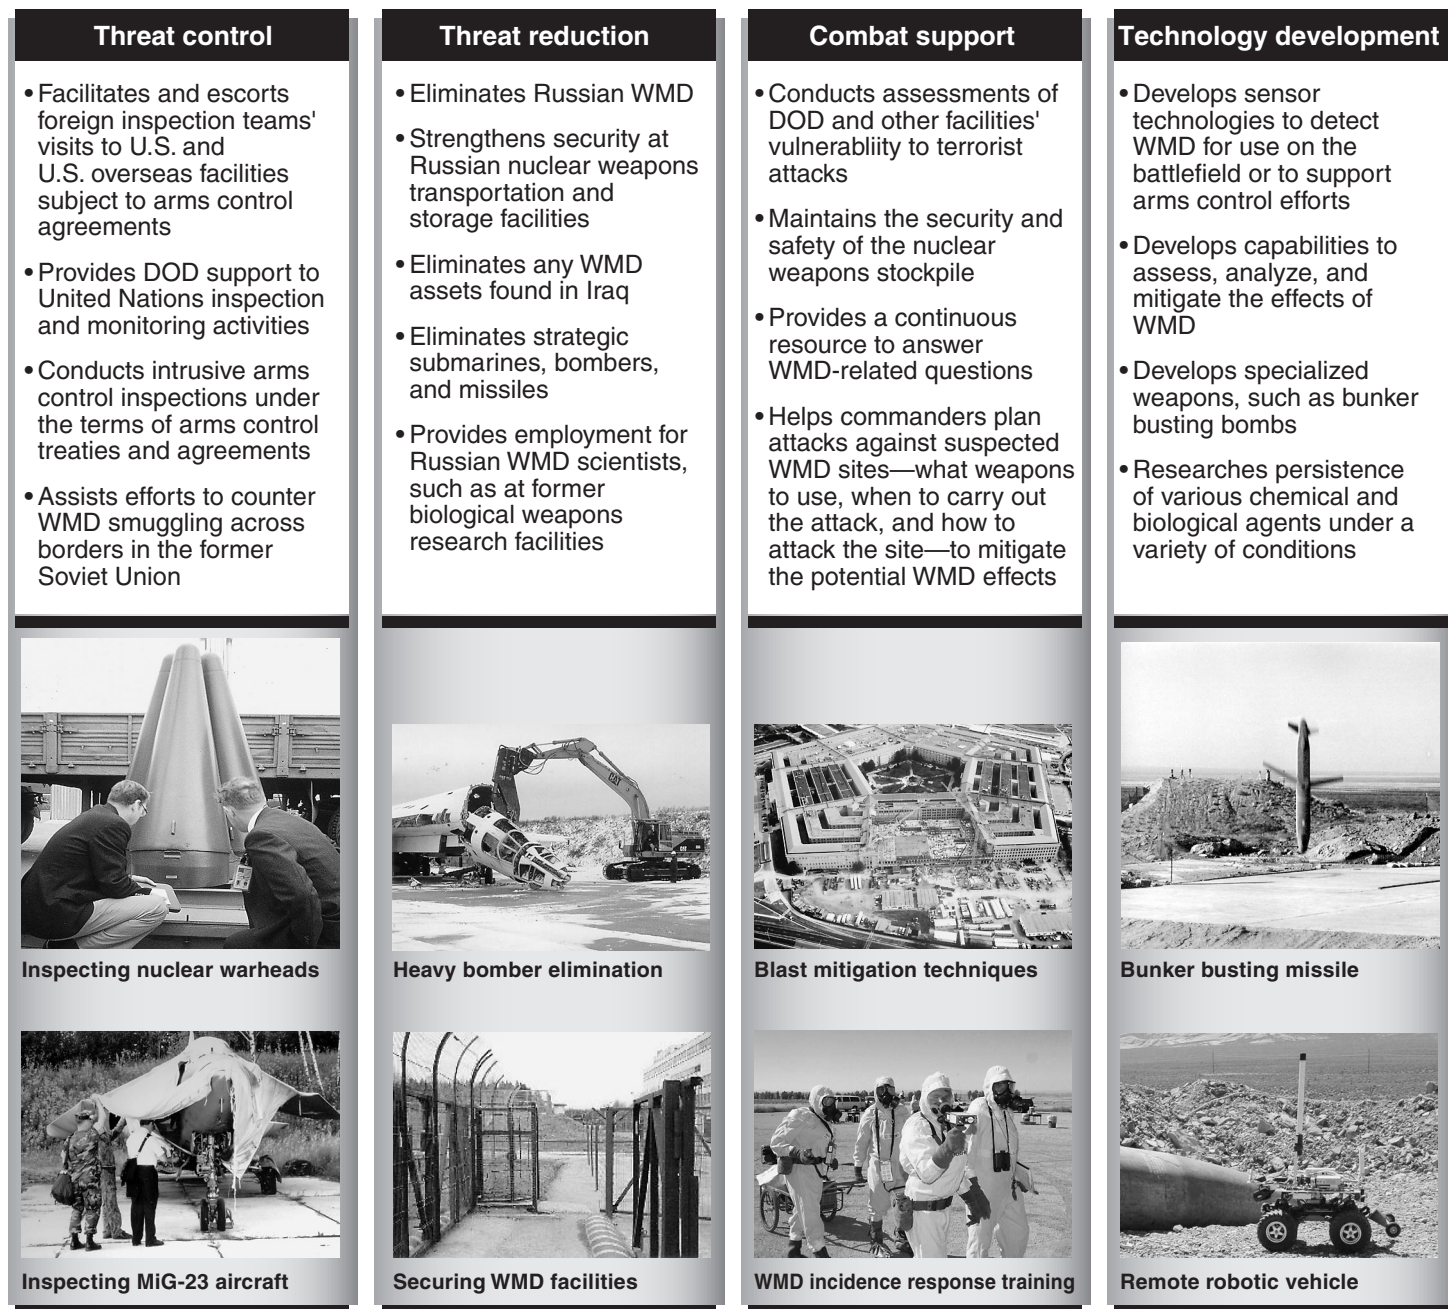 Threat control
• Facilitates and escorts
foreign inspection teams'
visits to U.S. and
U.S. overseas facilities
subject to arms control
agreements
• Provides DOD support to
United Nations inspection
and monitoring activities
• Conducts intrusive arms
control inspections under
the terms of arms control
treaties and agreements
• Assists efforts to counter
WMD smuggling across
borders in the former
Soviet Union
Inspecting nuclear warheads
Inspecting MiG-23 aircraft
Threat reduction
• Eliminates Russian WMD
• Strengthens security at
Russian nuclear weapons
transportation and
storage facilities
• Eliminates any WMD
assets found in Iraq
• Eliminates strategic
submarines, bombers,
and missiles
• Provides employment for
Russian WMD scientists,
such as at former
biological weapons
research facilities
CAT
Heavy bomber elimination
Securing WMD facilities
Combat support
• Conducts assessments of
DOD and other facilities'
vulnerabliity to terrorist
attacks
• Maintains the security and
safety of the nuclear
weapons stockpile
• Provides a continuous
resource to answer
WMD-related questions
• Helps commanders plan
attacks against suspected
WMD sites—what weapons
to use, when to carry out
the attack, and how to
attack the site—to mitigate
the potential WMD effects
Blast mitigation techniques
WMD incidence response training
Technology development
• Develops sensor
technologies to detect
WMD for use on the
battlefield or to support
arms control efforts
• Develops capabilities to
assess, analyze, and
mitigate the effects of
WMD
• Develops specialized
weapons, such as bunker
busting bombs
• Researches persistence
of various chemical and
biological agents under a
variety of conditions
Bunker busting missile
Remote robotic vehicle